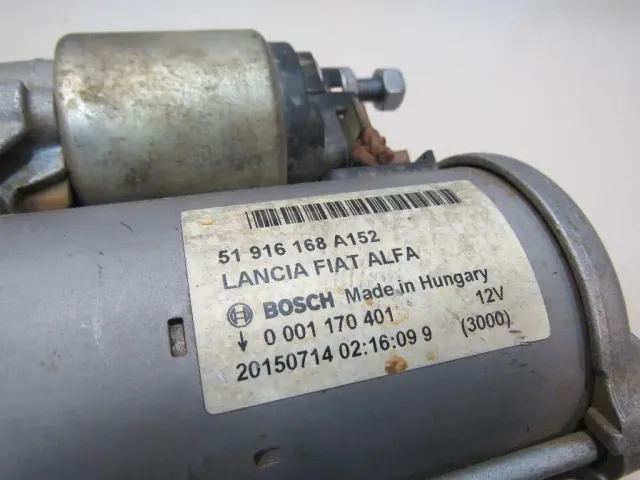 51 916 168 A152
LANCIA FIAT ALFA
BOSCH Made in Hungary
0 001 170 401 12V
20150714 02:16:09 9 (3000)